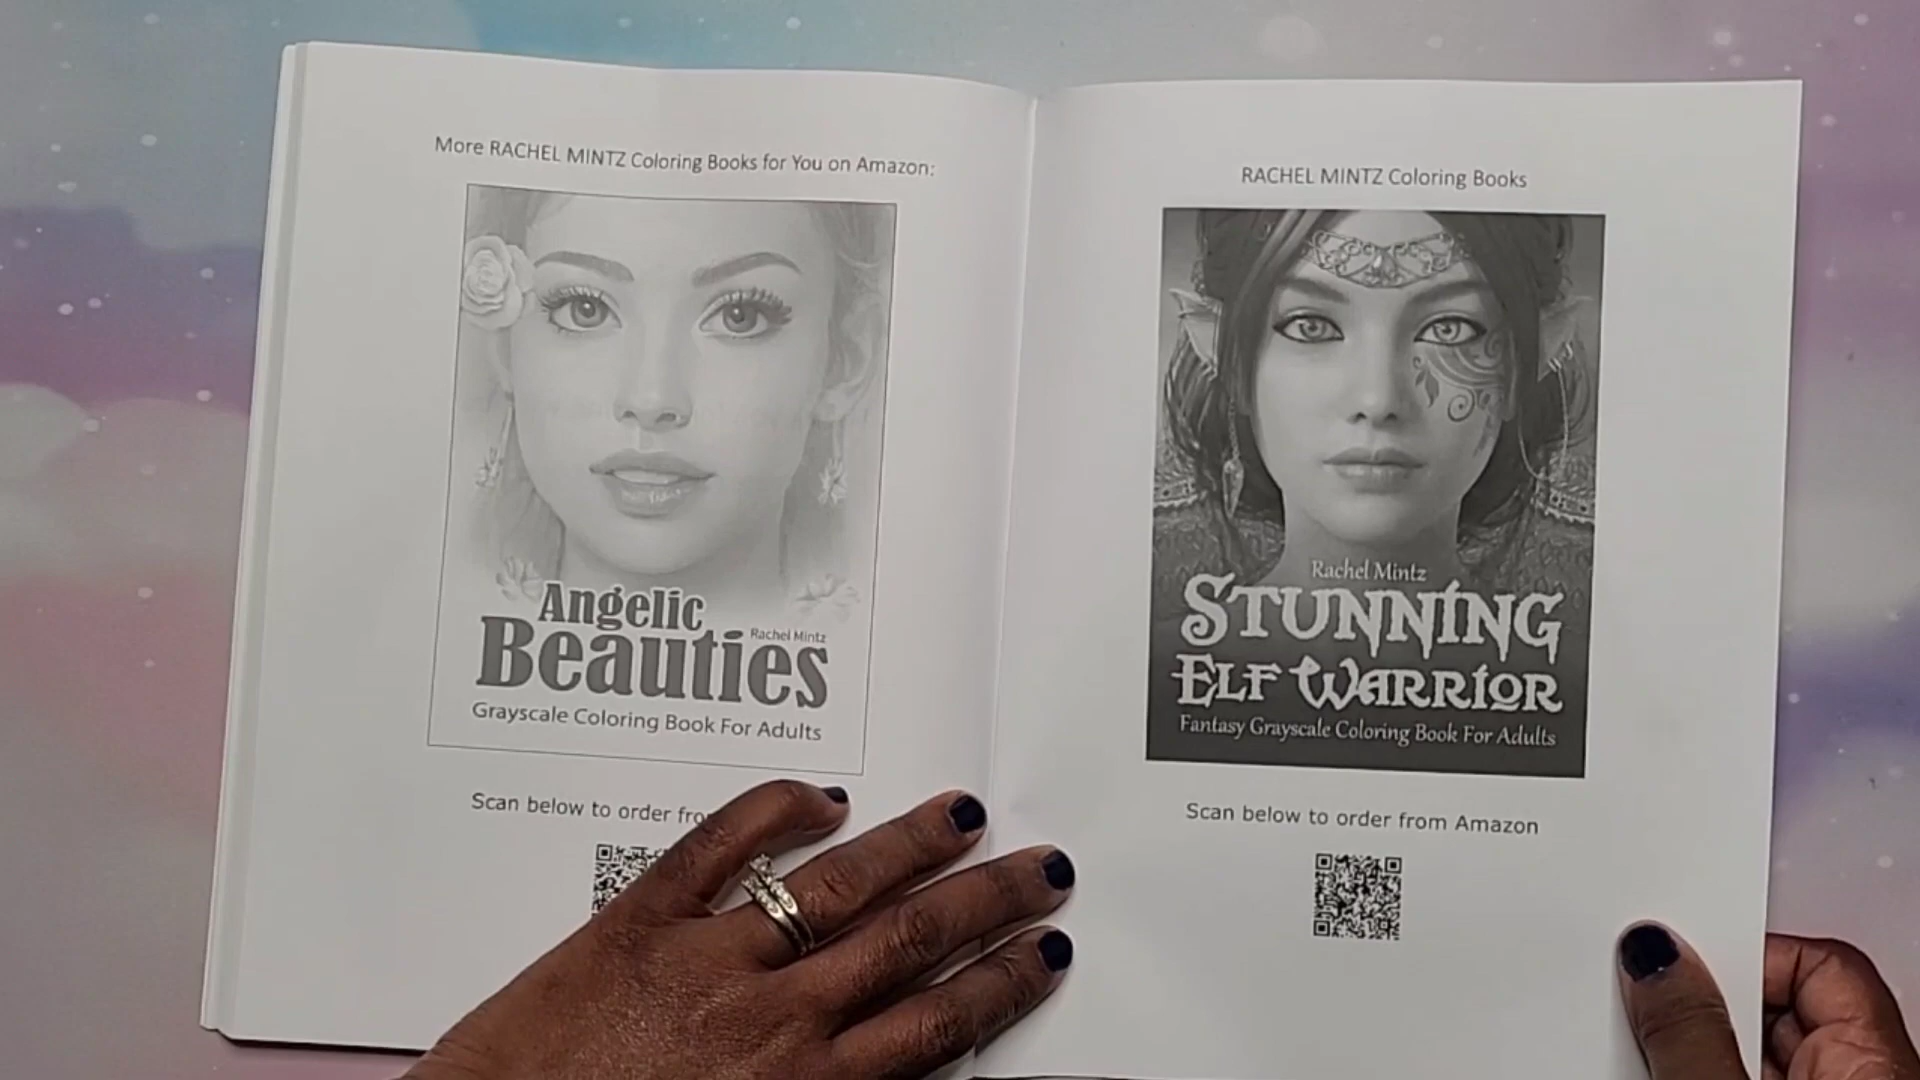 More RACHEL MINTZ Coloring Books for You on Amazon:
Angelic
Beauties
Rachel Mintz
Grayscale Coloring Book For Adults
Scan below to order
RACHEL MINTZ Coloring Books
Rachel Mintz
STUNNING
ELF WARRIOR
Fantasy Grayscale Coloring Book For Adults
Scan below to order from Amazon